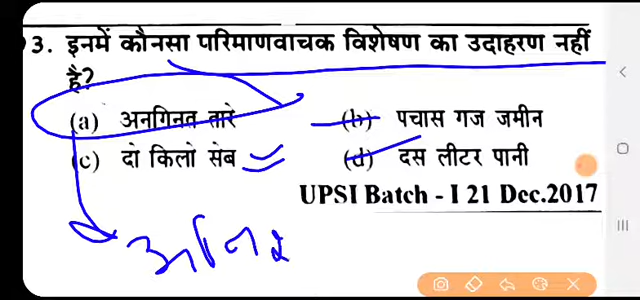 3. इनमें कौनसा परिमाणवाचक विशेषण का उदाहरण नहीं
है?
(a) अनगिनत तारे (b) पचास गज जमीन
(c) दो किलो सेब (d) दस लीटर पानी
UPSI Batch - I 21 Dec.2017